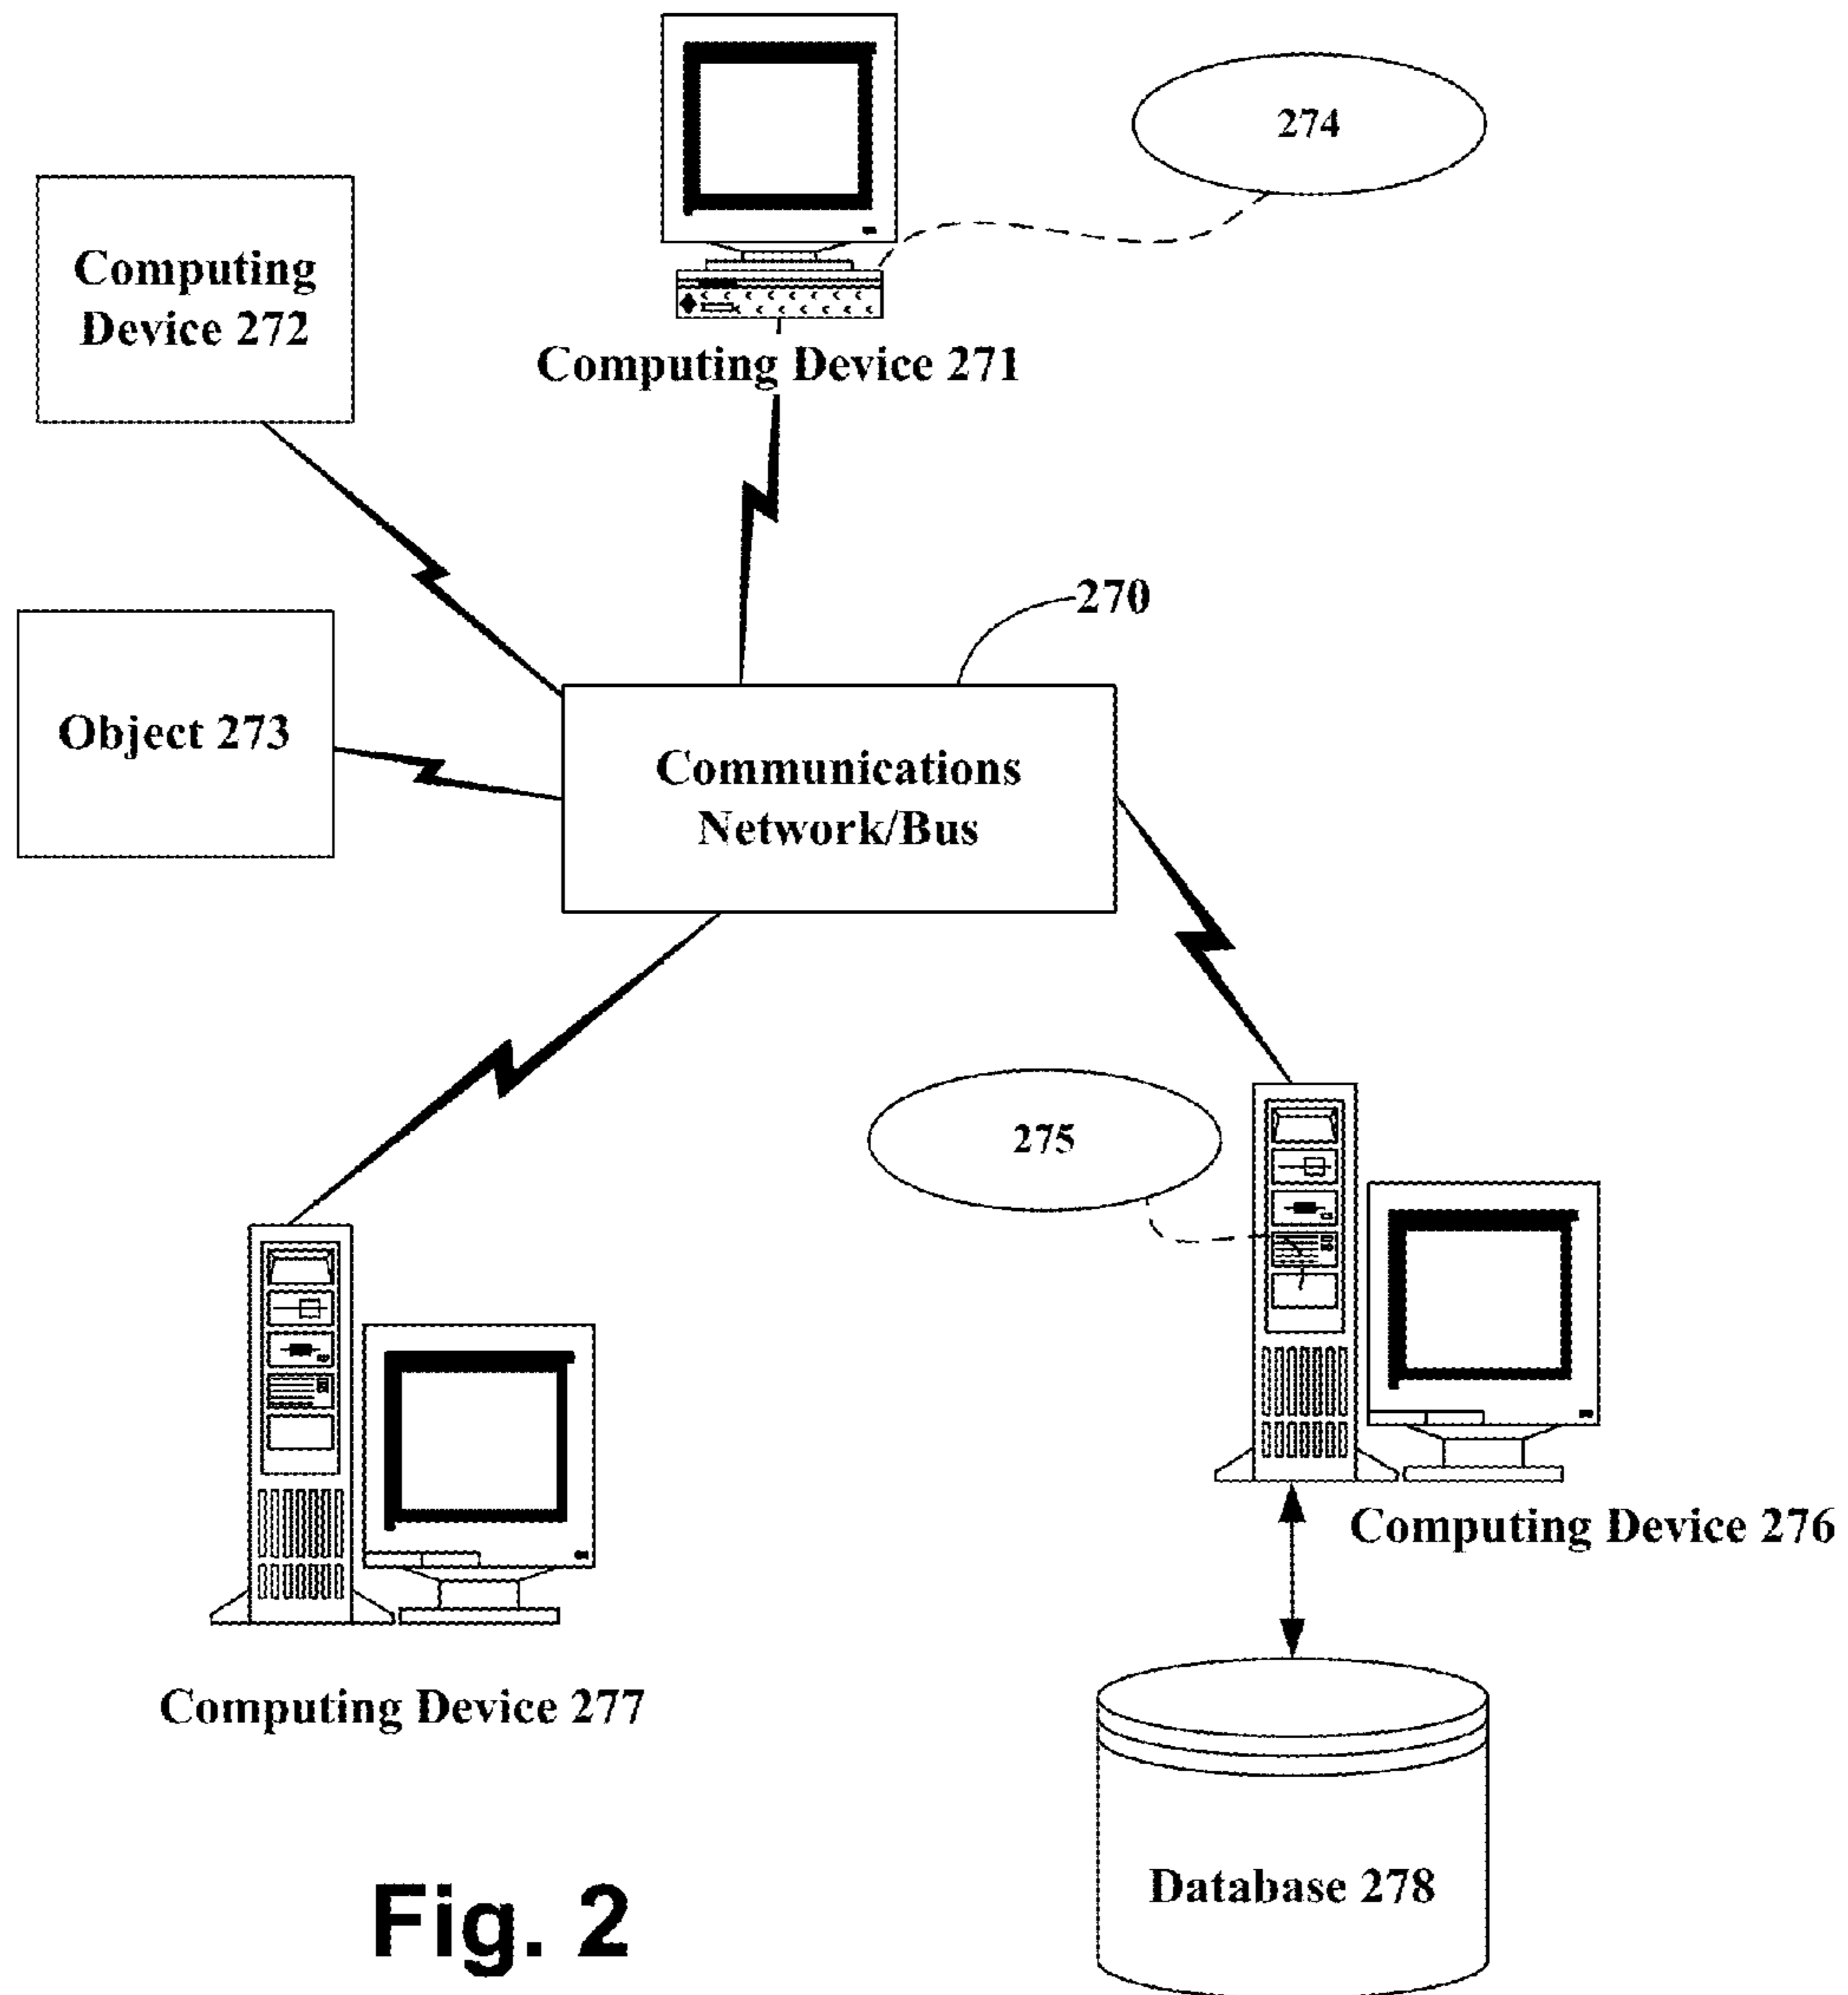 274
Computing
Device 272
Computing Device 271
270
Object 273
Communications
Network/Bus
275
Computing Device 276
Computing Device 277
Database 278
Fig. 2